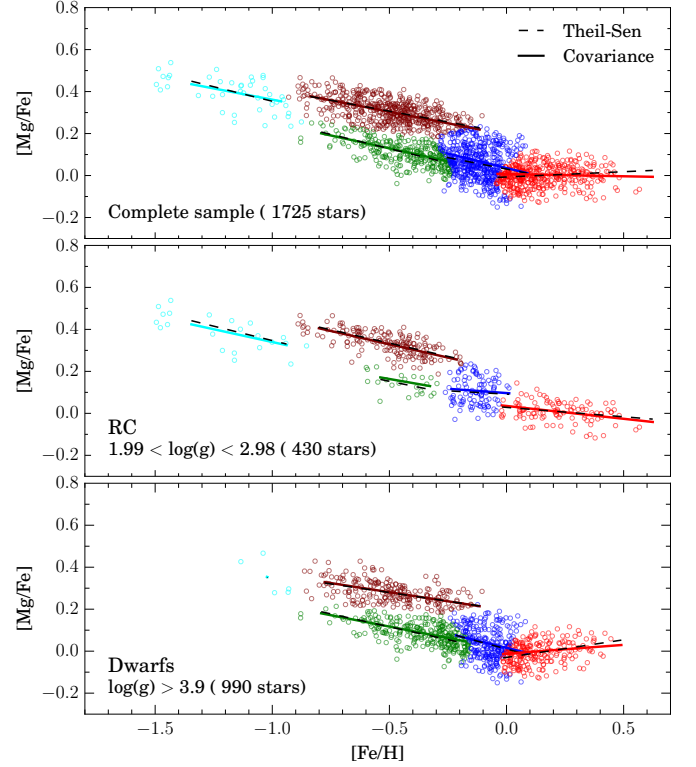 0.8
0.6
0.4
0.2
0.0
−0.2
[Mg/Fe]
Theil-Sen
Covariance
Complete sample ( 1725 stars)
0.8
0.6
0.4
0.2
0.0
−0.2
[Mg/Fe]
RC
1.99 < log(g) < 2.98 ( 430 stars)
0.8
0.6
0.4
0.2
0.0
−0.2
[Mg/Fe]
Dwarfs
log(g) > 3.9 ( 990 stars)
−1.5 −1.0 −0.5 0.0 0.5
[Fe/H]